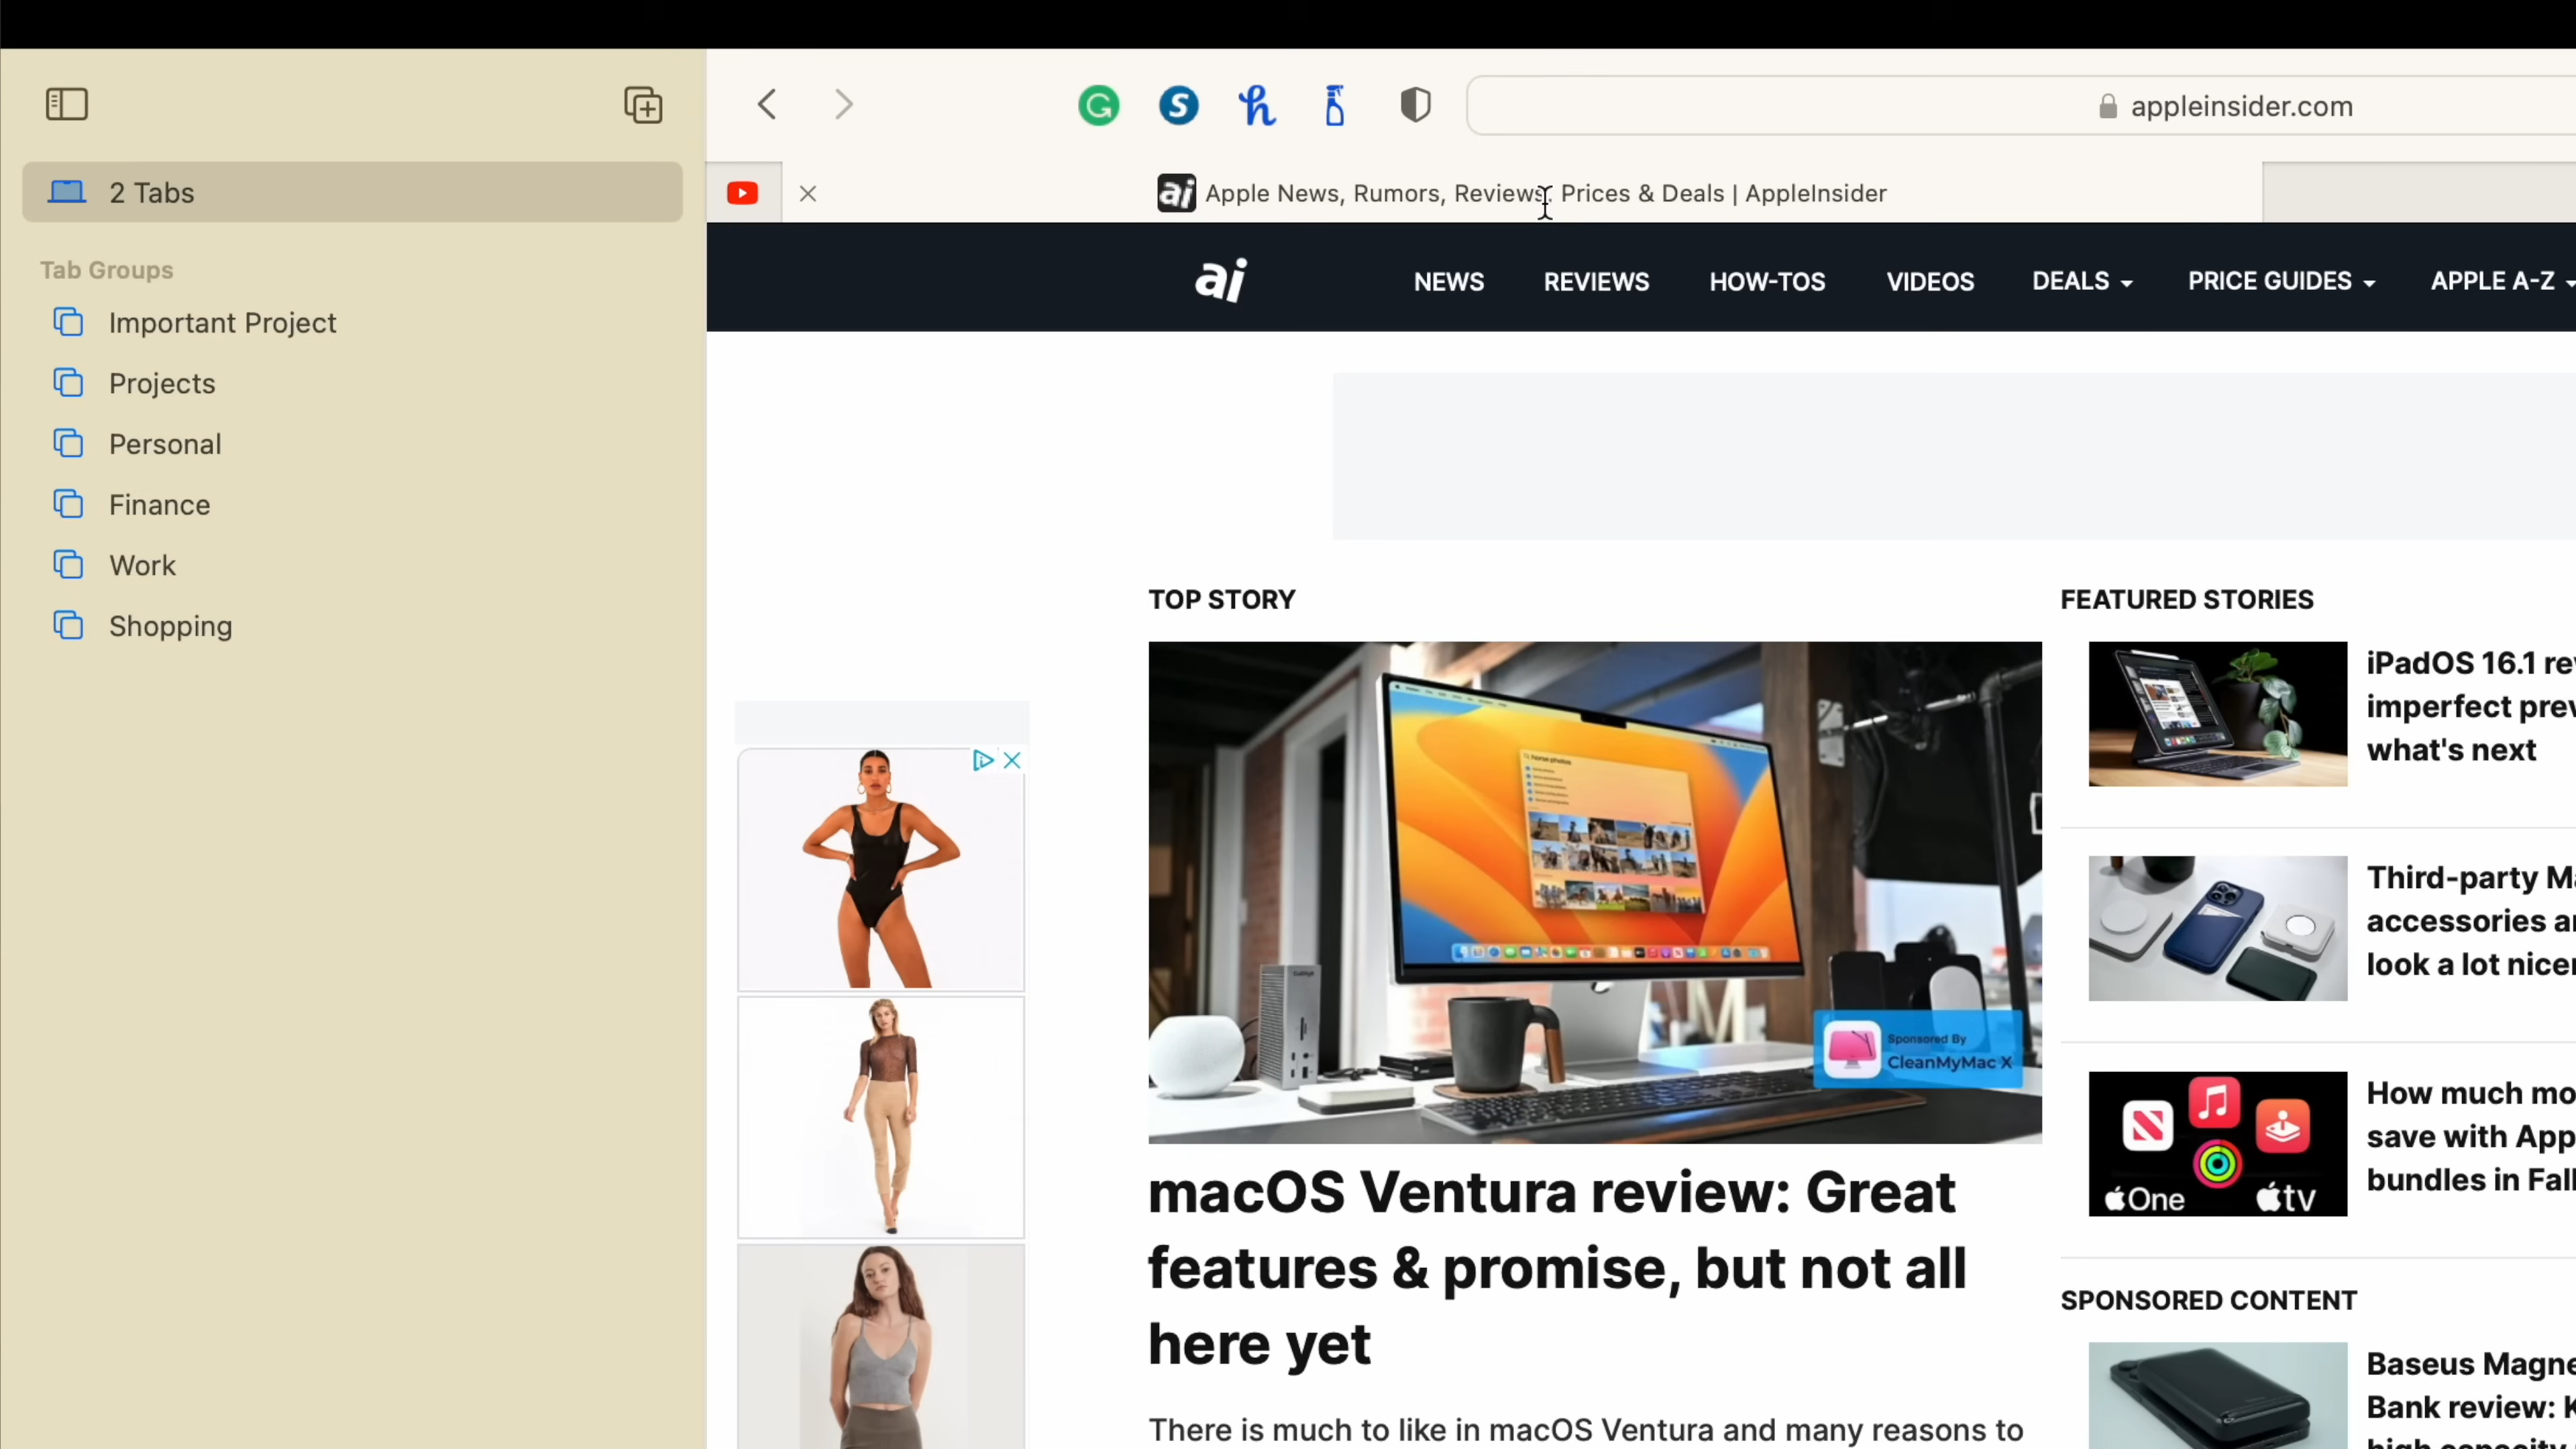 appleinsider.com
2 Tabs
Apple News, Rumors, Reviews, Prices & Deals | AppleInsider
Tab Groups
Important Project
Projects
Personal
Finance
Work
Shopping
ai
NEWS
REVIEWS
HOW-TOS
VIDEOS
DEALS
PRICE GUIDES
APPLE A-Z
TOP STORY
Sponsored By
CleanMyMac X
macOS Ventura review: Great
features & promise, but not all
here yet
There is much to like in macOS Ventura and many reasons to
FEATURED STORIES
iPadOS 16.1 re
imperfect prev
what's next
Third-party Ma
accessories a
look a lot nice
How much mo
save with App
bundles in Fall
One
tv
SPONSORED CONTENT
Baseus Magne
Bank review: K